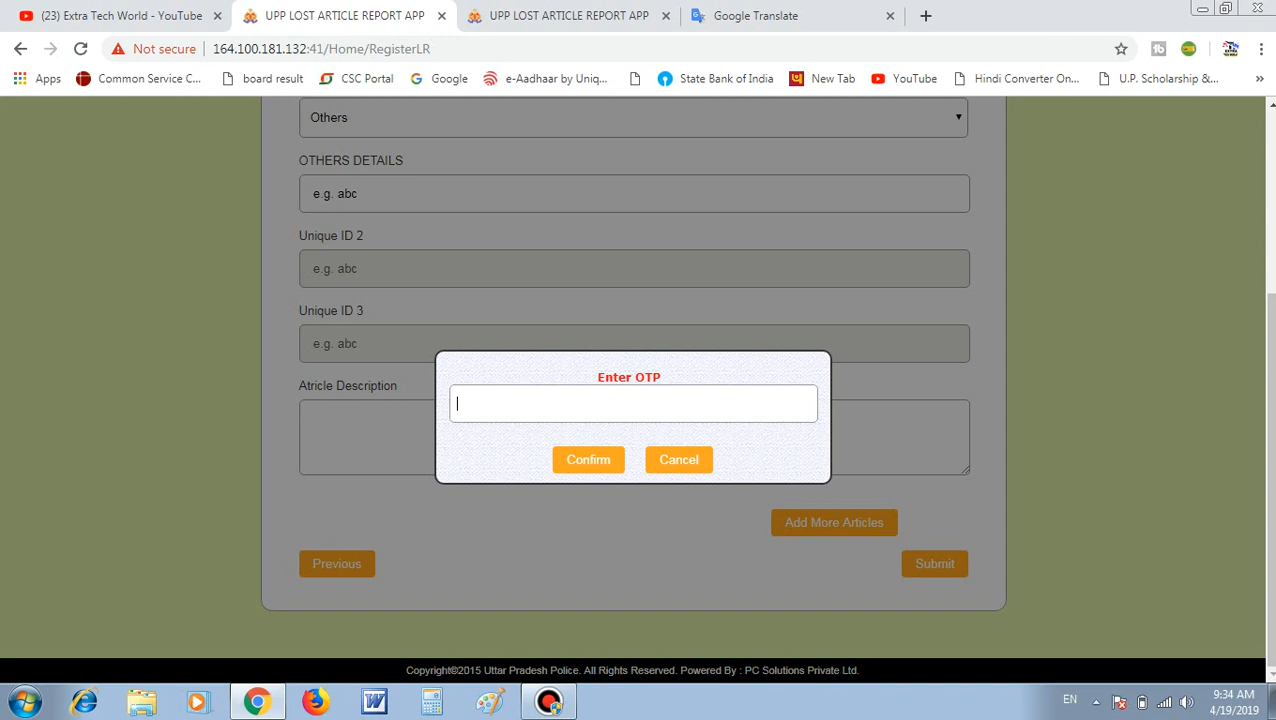 (23) Extra Tech World - YouTube
UPP LOST ARTICLE REPORT APP
UPP LOST ARTICLE REPORT APP
Google Translate
Not secure
164.100.181.132:41/Home/RegisterLR
Apps
Common Service C...
board result
CSC Portal
Google
e-Aadhaar by Uniq...
State Bank of India
New Tab
YouTube
Hindi Converter On...
U.P. Scholarship &...
»
Others
OTHERS DETAILS
e.g. abc
Unique ID 2
e.g. abc
Unique ID 3
e.g. abc
Atricle Description
Enter OTP
Confirm
Cancel
Add More Articles
Previous
Submit
Copyright©2015 Uttar Pradesh Police. All Rights Reserved. Powered By : PC Solutions Private Ltd.
EN
9:34 AM
4/19/2019